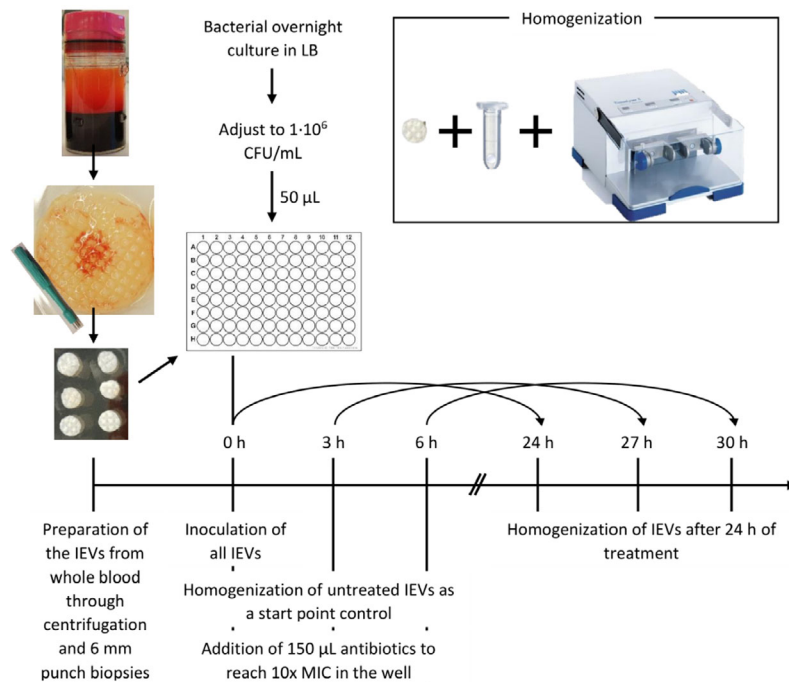 Bacterial overnight
culture in LB
Adjust to 1·10⁶
CFU/mL
50 µL
Homogenization
1 2 3 4 5 6 7 8 9 10 11 12
A
B
C
D
E
F
G
H
0 h
3 h
6 h
24 h
27 h
30 h
Preparation of
the IEVs from
whole blood
through
centrifugation
and 6 mm
punch biopsies
Inoculation of
all IEVs
Homogenization of untreated IEVs as
a start point control
Addition of 150 µL antibiotics to
reach 10x MIC in the well
Homogenization of IEVs after 24 h of
treatment